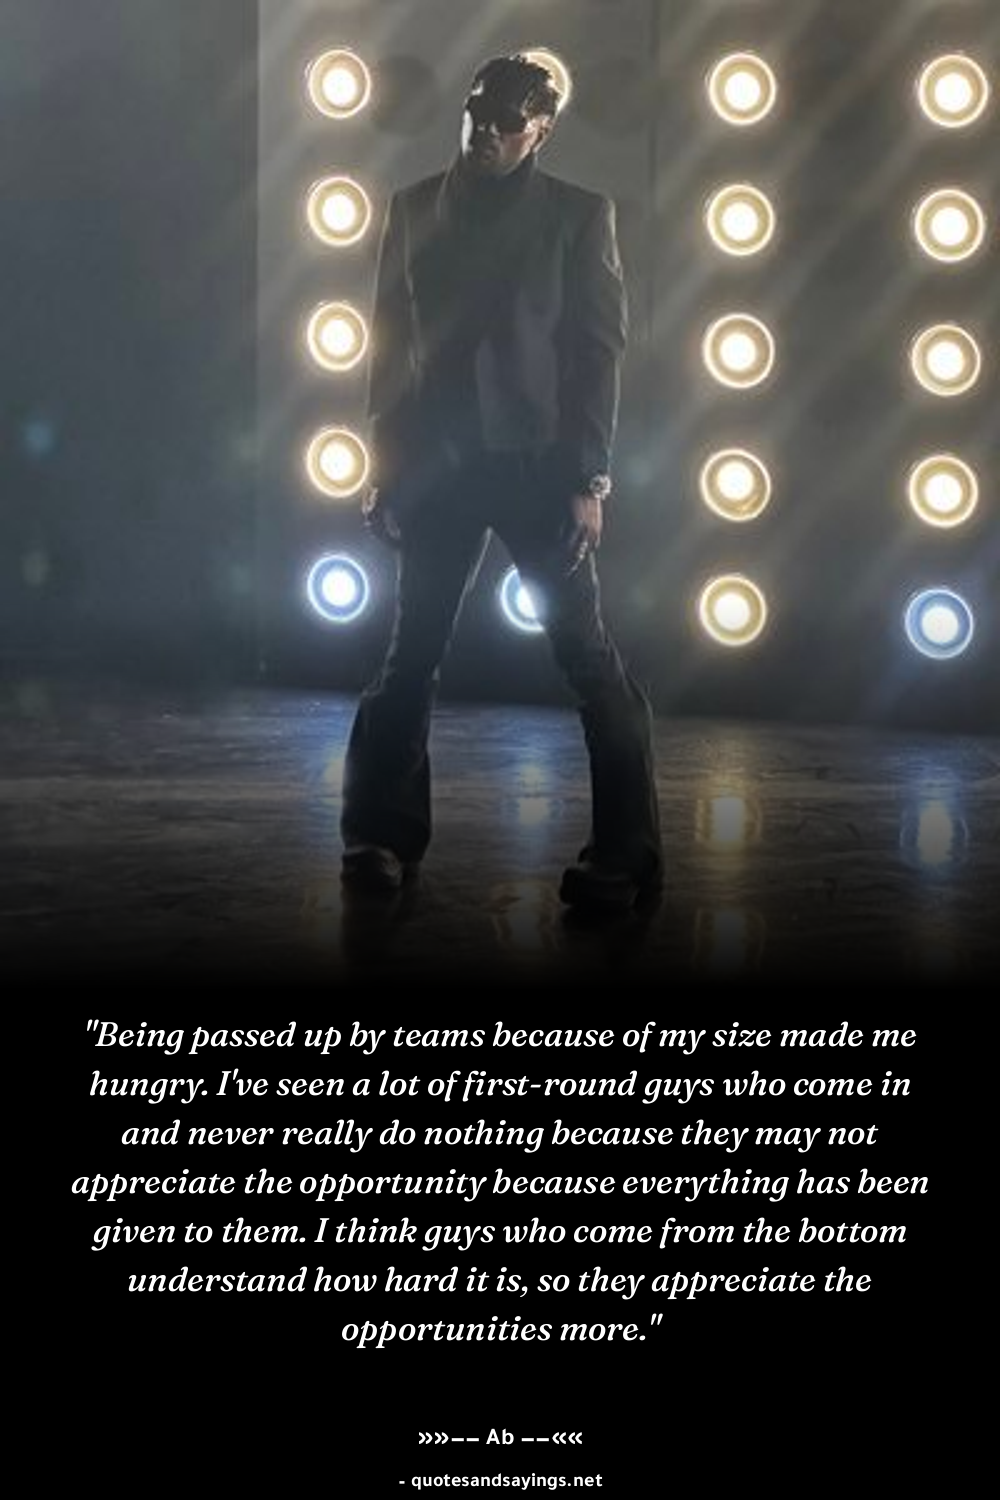 "Being passed up by teams because of my size made me
hungry. I've seen a lot of first-round guys who come in
and never really do nothing because they may not
appreciate the opportunity because everything has been
given to them. I think guys who come from the bottom
understand how hard it is, so they appreciate the
opportunities more."
»»−− Ab −−««
- quotesandsayings.net